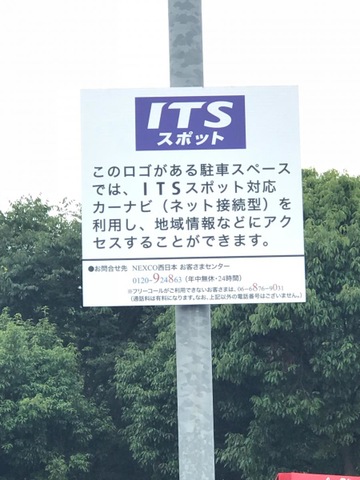 ITS
スポット
このロゴがある駐車スペース
では、ITSスポット対応
カーナビ（ネット接続型）を
利用し、地域情報などにアク
セスすることができます。
●お問合せ先 NEXCO西日本 お客さまセンター
0120-924863（年中無休・24時間）
※フリーコールがご利用できないお客さまは、06-6876-9031
（通話料は有料になります。なお、上記以外の電話番号はございません。）